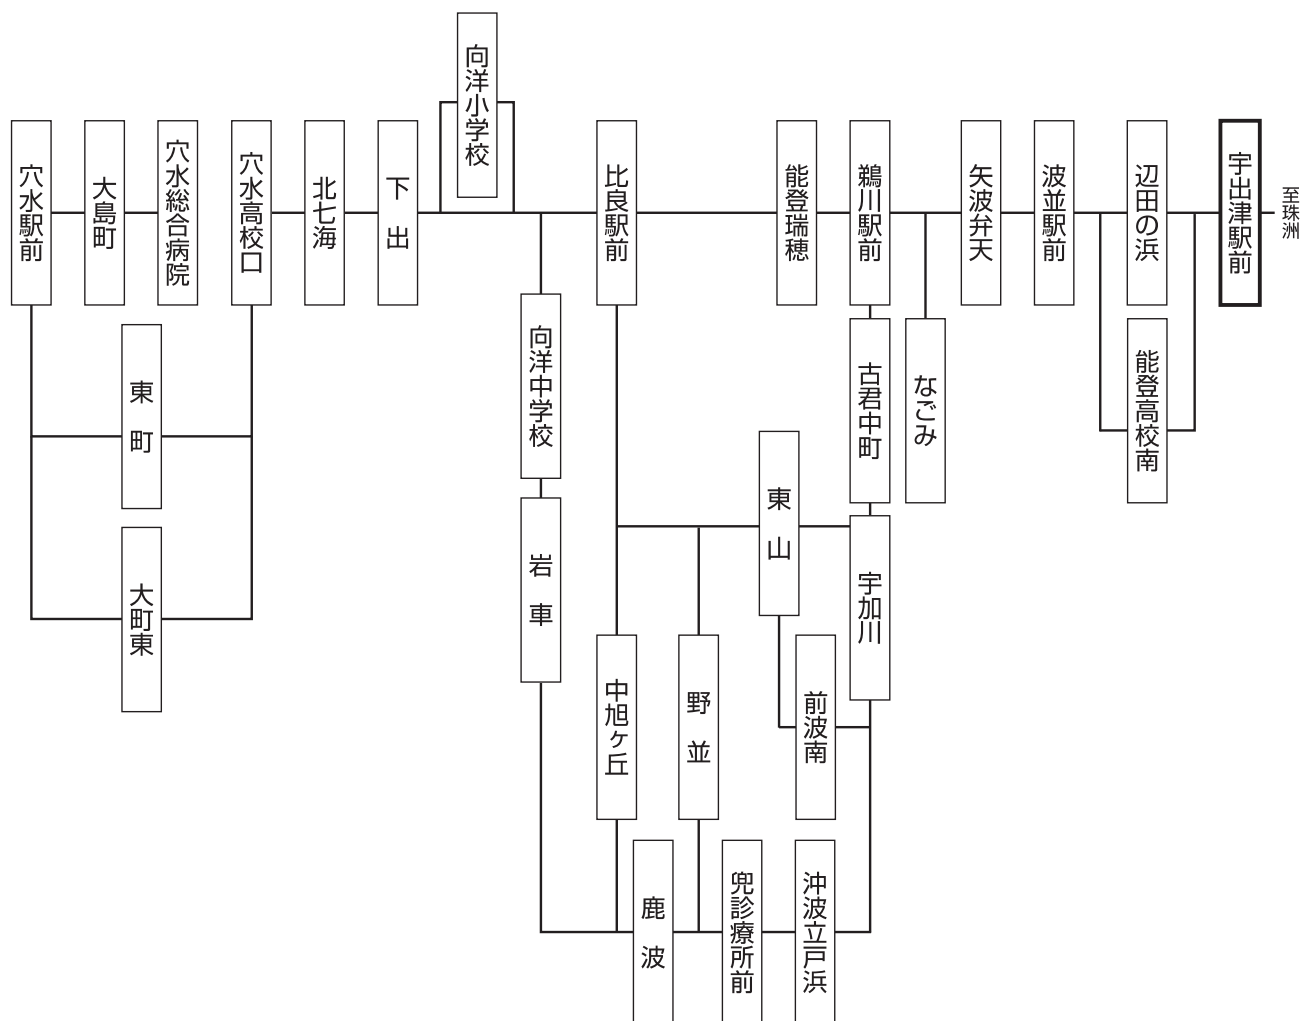 向洋小学校
穴水駅前
大島町
穴水総合病院
穴水高校口
北七海
下出
比良駅前
能登瑞穂
鵜川駅前
矢波弁天
波並駅前
辺田の浜
宇出津駅前
至珠洲
東町
向洋中学校
古君中町
なごみ
能登高校南
東山
大町東
岩車
宇加川
中旭ヶ丘
野並
前波南
鹿波
兜診療所前
沖波立戸浜